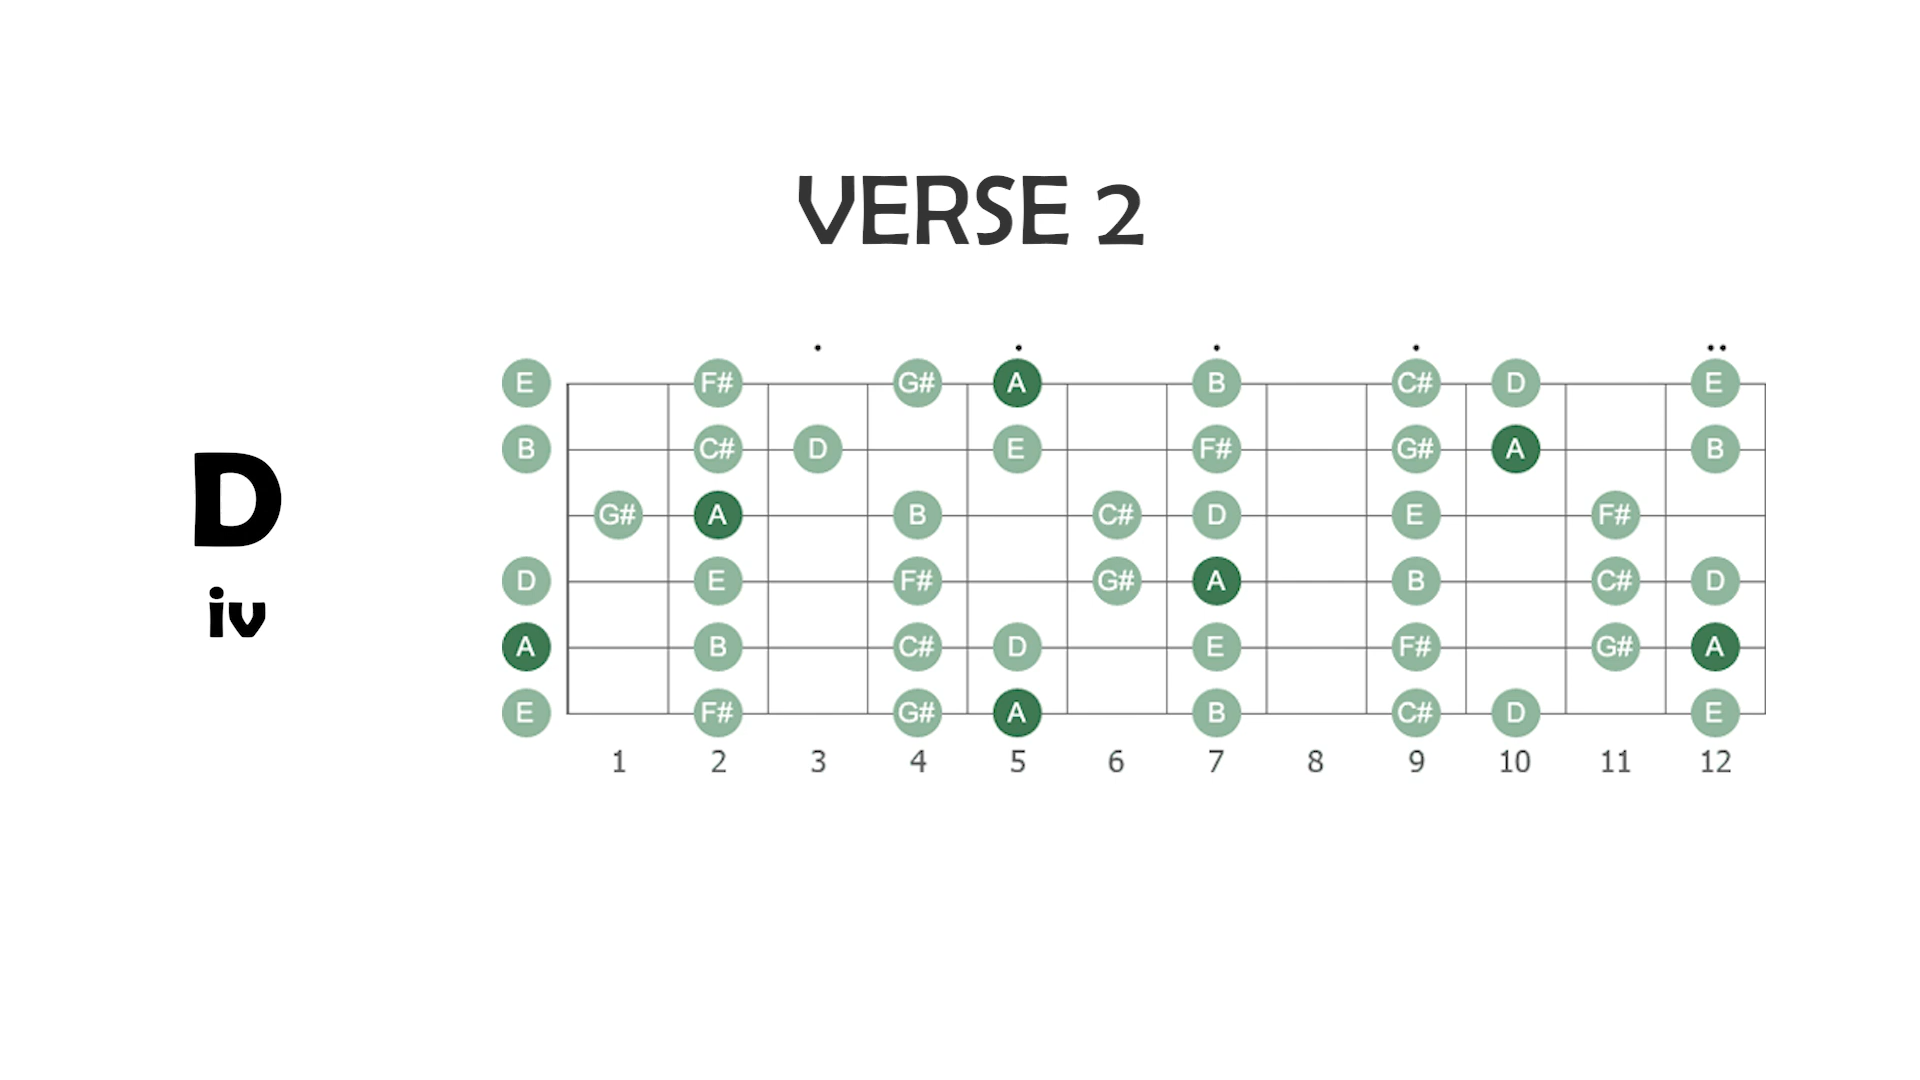 VERSE 2
D
iv
E F# G# A B C# D E
B C# D E F# G# A B
G# A B C# D E F#
D E F# G# A B C# D
A B C# D E F# G# A
E F# G# A B C# D E
1 2 3 4 5 6 7 8 9 10 11 12